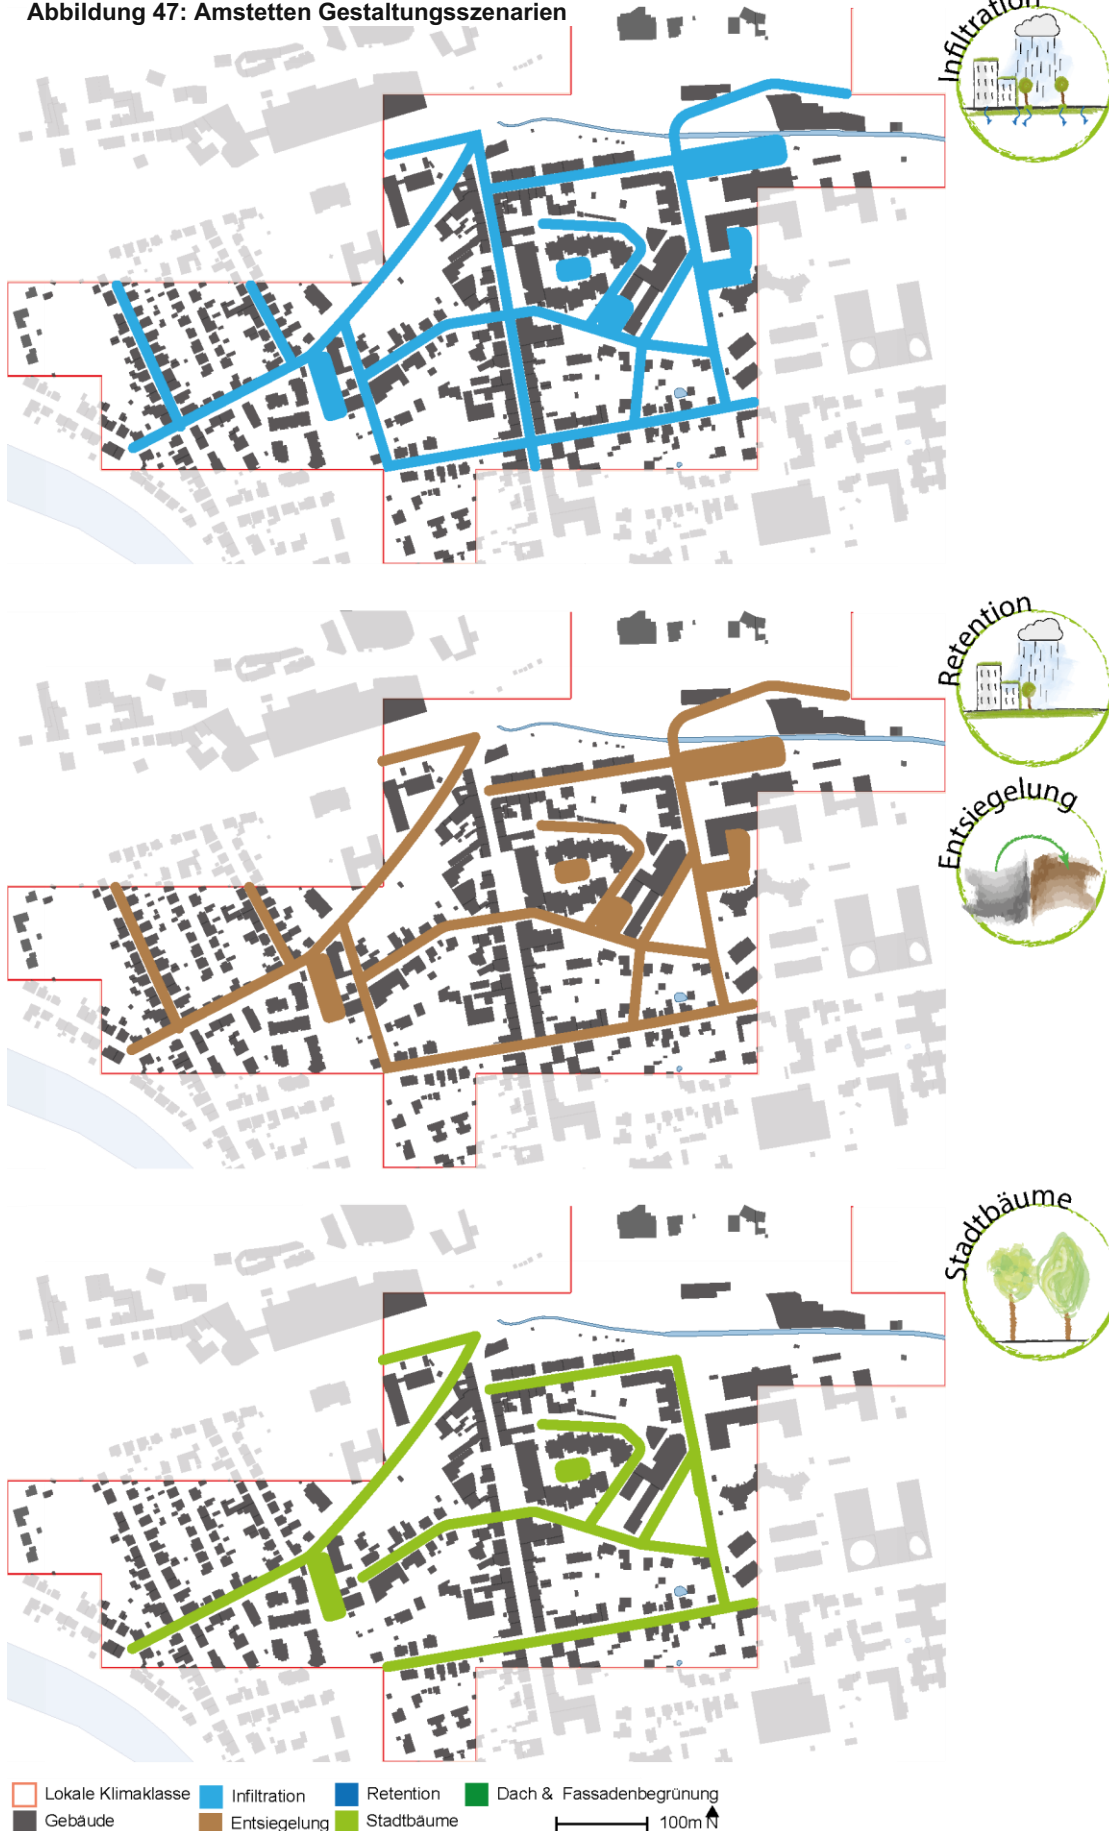 Abbildung 47: Amstetten Gestaltungsszenarien
Infiltration
Retention
Entsiegelung
Stadtbäume
Lokale Klimaklasse
Infiltration
Retention
Dach & Fassadenbegrünung
Gebäude
Entsiegelung
Stadtbäume
100m N